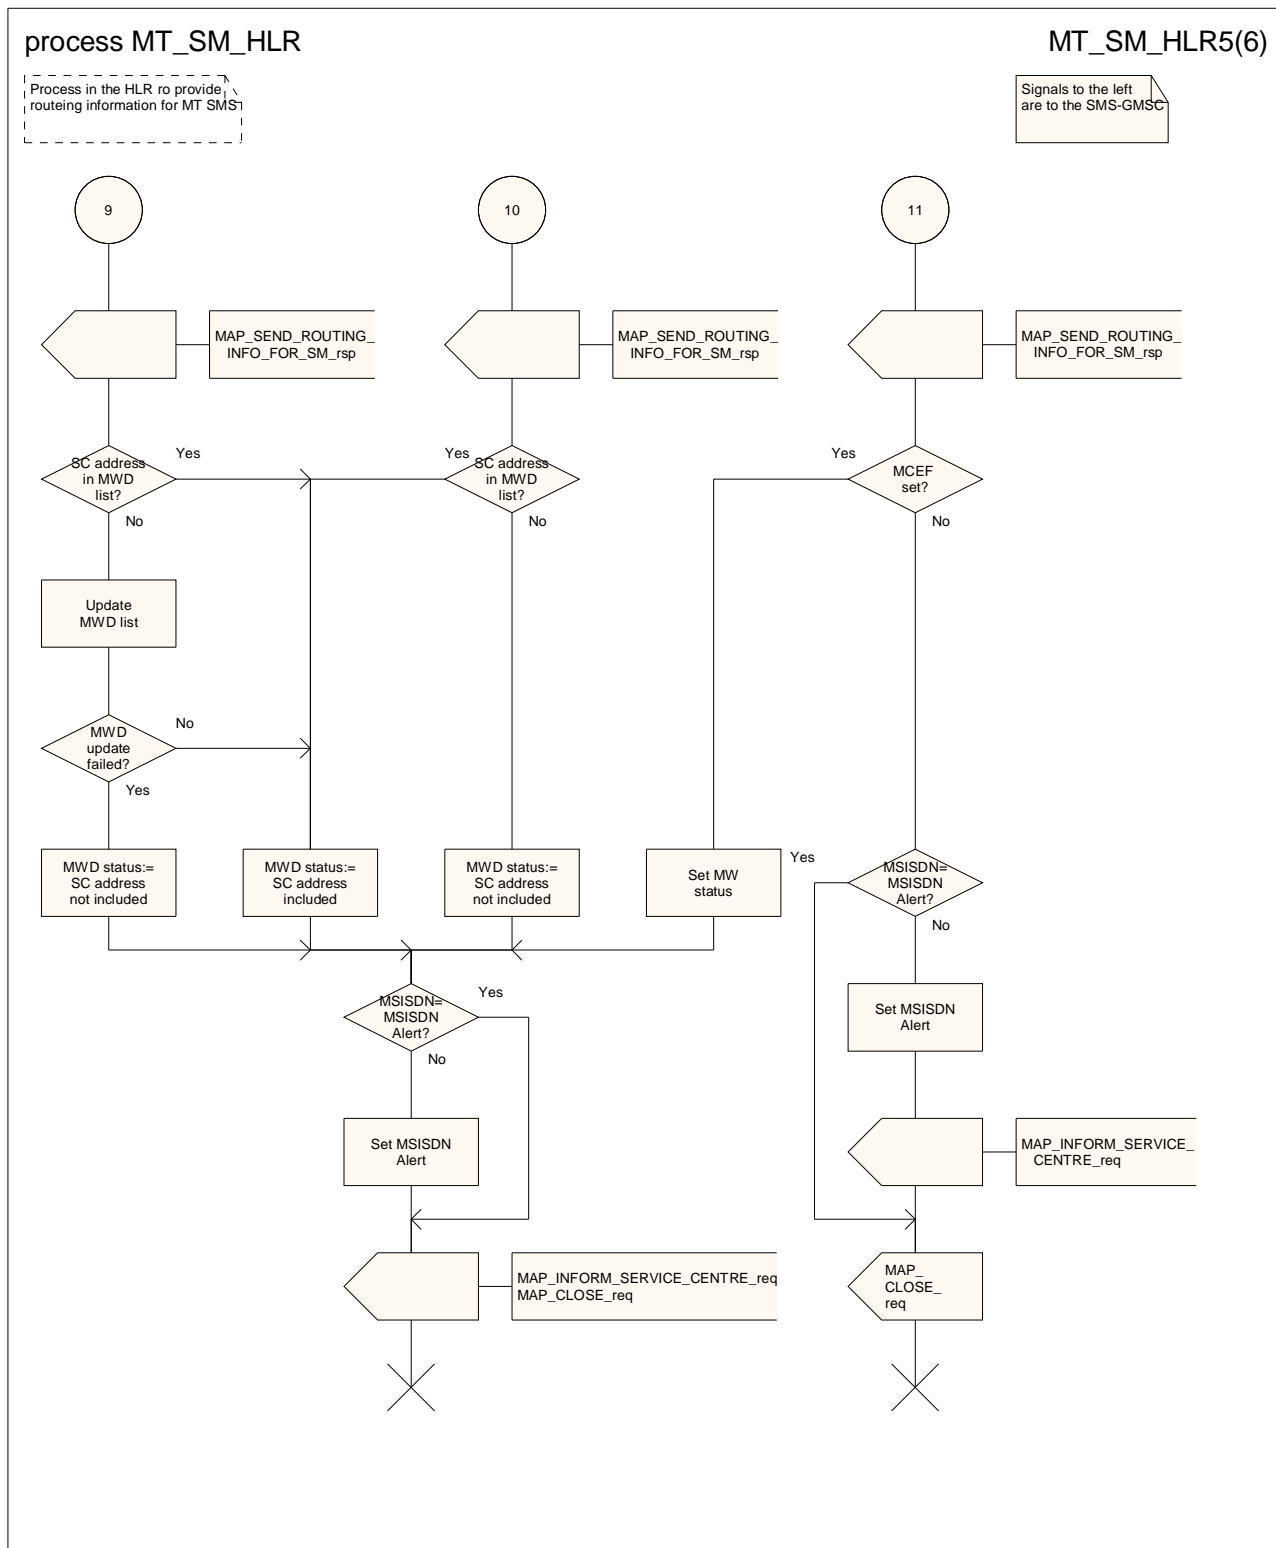 process MT_SM_HLR
MT_SM_HLR5(6)
Process in the HLR ro provide
routeing information for MT SMS
Signals to the left
are to the SMS-GMSC
9
10
11
MAP_SEND_ROUTING_
INFO_FOR_SM_rsp
MAP_SEND_ROUTING_
INFO_FOR_SM_rsp
MAP_SEND_ROUTING_
INFO_FOR_SM_rsp
SC address
in MWD
list?
Yes
No
Yes
SC address
in MWD
list?
No
Yes
MCEF
set?
No
Update
MWD list
MWD
update
failed?
No
Yes
MWD status:=
SC address
not included
MWD status:=
SC address
included
MWD status:=
SC address
not included
Set MW
status
Yes
MSISDN=
MSISDN
Alert?
No
MSISDN=
MSISDN
Alert?
Yes
No
Set MSISDN
Alert
Set MSISDN
Alert
MAP_INFORM_SERVICE_
CENTRE_req
MAP_INFORM_SERVICE_CENTRE_req
MAP_CLOSE_req
MAP_
CLOSE_
req